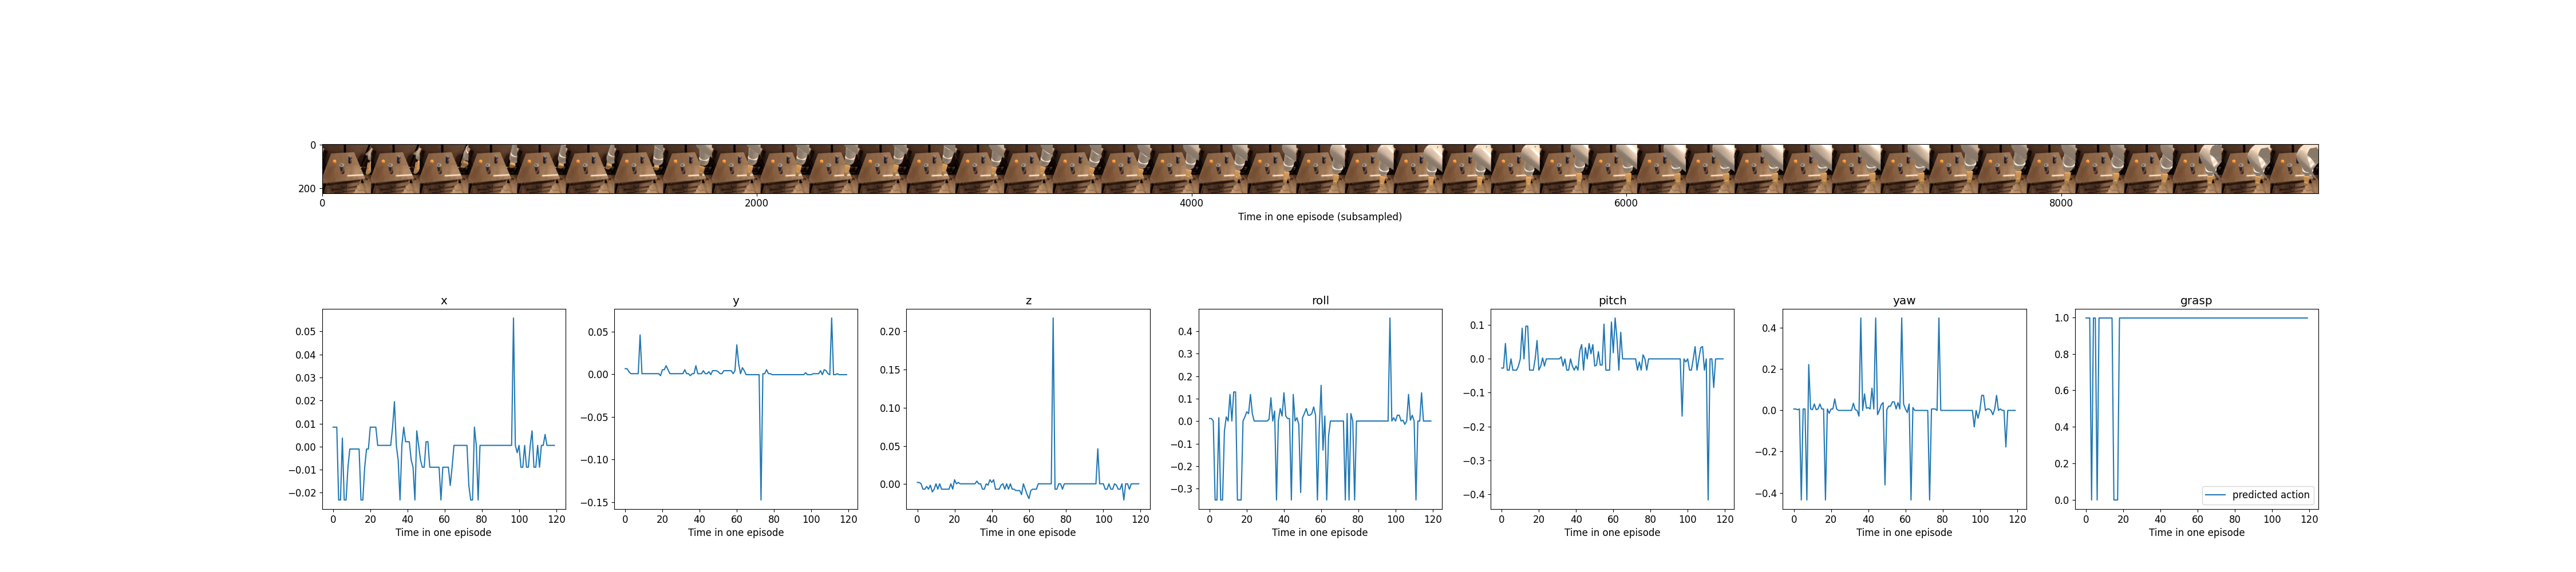 0
200
0 2000 4000 6000 8000
Time in one episode (subsampled)
x
0.05
0.04
0.03
0.02
0.01
0.00
−0.01
−0.02
0 20 40 60 80 100 120
Time in one episode
y
0.05
0.00
−0.05
−0.10
−0.15
0 20 40 60 80 100 120
Time in one episode
z
0.20
0.15
0.10
0.05
0.00
0 20 40 60 80 100 120
Time in one episode
roll
0.4
0.3
0.2
0.1
0.0
−0.1
−0.2
−0.3
0 20 40 60 80 100 120
Time in one episode
pitch
0.1
0.0
−0.1
−0.2
−0.3
−0.4
0 20 40 60 80 100 120
Time in one episode
yaw
0.4
0.2
0.0
−0.2
−0.4
0 20 40 60 80 100 120
Time in one episode
grasp
1.0
0.8
0.6
0.4
0.2
0.0
predicted action
0 20 40 60 80 100 120
Time in one episode